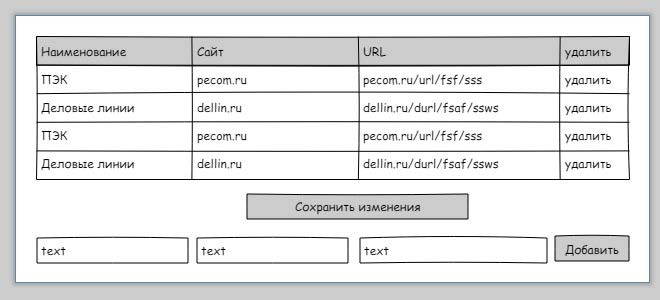 Наименование Сайт URL удалить
ПЭК pecom.ru pecom.ru/url/fsf/sss удалить
Деловые линии dellin.ru dellin.ru/durl/fsaf/ssws удалить
ПЭК pecom.ru pecom.ru/url/fsf/sss удалить
Деловые линии dellin.ru dellin.ru/durl/fsaf/ssws удалить
Сохранить изменения
text text text Добавить